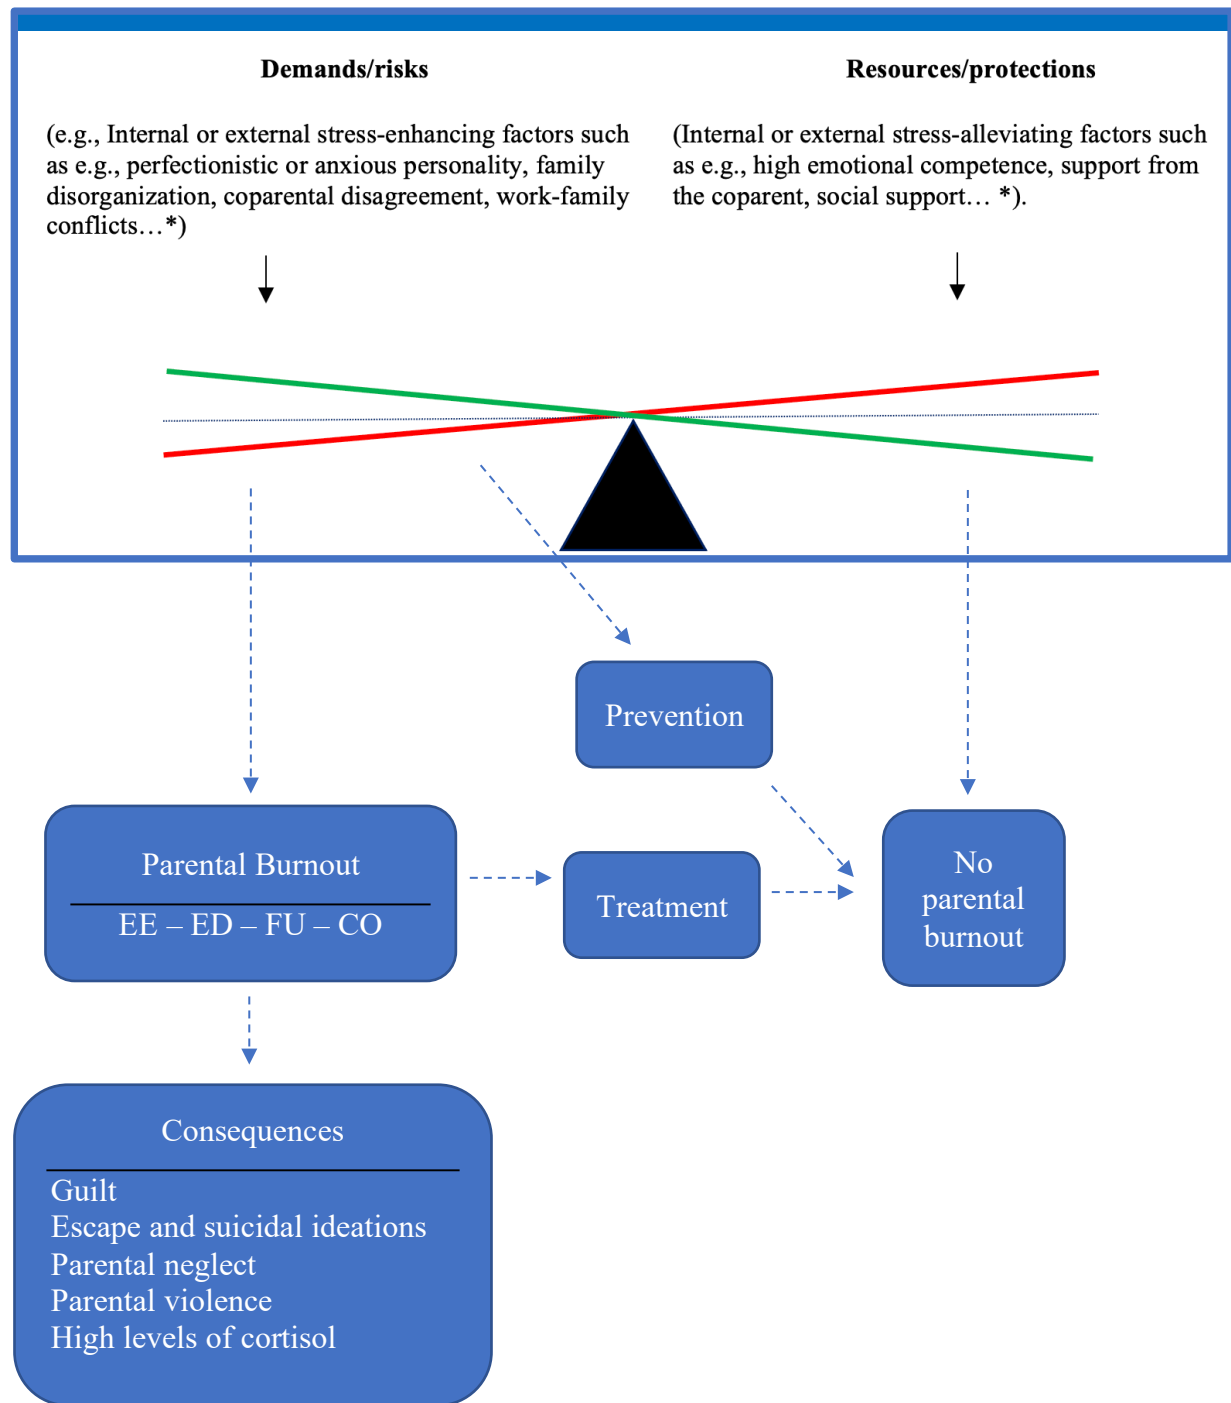 Demands/risks
(e.g., Internal or external stress-enhancing factors such
as e.g., perfectionistic or anxious personality, family
disorganization, coparental disagreement, work-family
conflicts…*)
Resources/protections
(Internal or external stress-alleviating factors such
as e.g., high emotional competence, support from
the coparent, social support… *).
Prevention
Parental Burnout
EE – ED – FU – CO
Treatment
No
parental
burnout
Consequences
Guilt
Escape and suicidal ideations
Parental neglect
Parental violence
High levels of cortisol